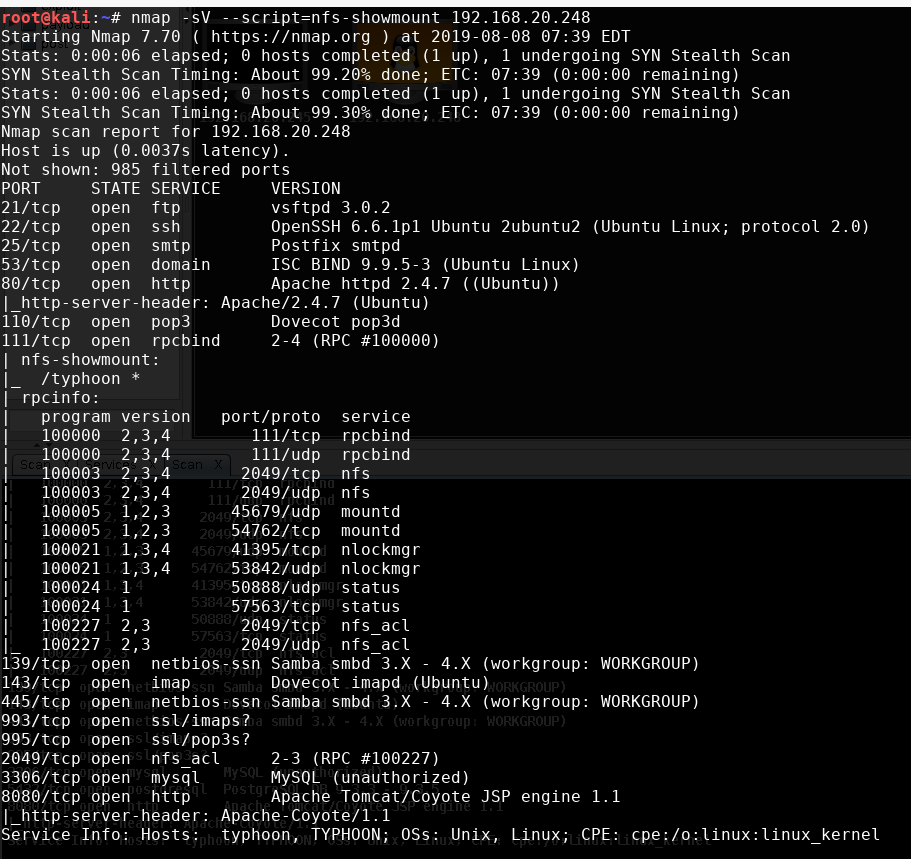 root@kali:~# nmap -sV --script=nfs-showmount 192.168.20.248
Starting Nmap 7.70 ( https://nmap.org ) at 2019-08-08 07:39 EDT
Stats: 0:00:06 elapsed; 0 hosts completed (1 up), 1 undergoing SYN Stealth Scan
SYN Stealth Scan Timing: About 99.20% done; ETC: 07:39 (0:00:00 remaining)
Stats: 0:00:06 elapsed; 0 hosts completed (1 up), 1 undergoing SYN Stealth Scan
SYN Stealth Scan Timing: About 99.30% done; ETC: 07:39 (0:00:00 remaining)
Nmap scan report for 192.168.20.248
Host is up (0.0037s latency).
Not shown: 985 filtered ports
PORT     STATE SERVICE     VERSION
21/tcp   open  ftp         vsftpd 3.0.2
22/tcp   open  ssh         OpenSSH 6.6.1p1 Ubuntu 2ubuntu2 (Ubuntu Linux; protocol 2.0)
25/tcp   open  smtp        Postfix smtpd
53/tcp   open  domain      ISC BIND 9.9.5-3 (Ubuntu Linux)
80/tcp   open  http        Apache httpd 2.4.7 ((Ubuntu))
|_http-server-header: Apache/2.4.7 (Ubuntu)
110/tcp  open  pop3        Dovecot pop3d
111/tcp  open  rpcbind     2-4 (RPC #100000)
| nfs-showmount:
|_  /typhoon *
| rpcinfo:
|   program version   port/proto  service
|   100000  2,3,4        111/tcp  rpcbind
|   100000  2,3,4        111/udp  rpcbind
|   100003  2,3,4       2049/tcp  nfs
|   100003  2,3,4       2049/udp  nfs
|   100005  1,2,3      45679/udp  mountd
|   100005  1,2,3      54762/tcp  mountd
|   100021  1,3,4      41395/tcp  nlockmgr
|   100021  1,3,4      53842/udp  nlockmgr
|   100024  1          50888/udp  status
|   100024  1          57563/tcp  status
|   100227  2,3         2049/tcp  nfs_acl
|_  100227  2,3         2049/udp  nfs_acl
139/tcp  open  netbios-ssn Samba smbd 3.X - 4.X (workgroup: WORKGROUP)
143/tcp  open  imap        Dovecot imapd (Ubuntu)
445/tcp  open  netbios-ssn Samba smbd 3.X - 4.X (workgroup: WORKGROUP)
993/tcp  open  ssl/imaps?
995/tcp  open  ssl/pop3s?
2049/tcp open  nfs_acl     2-3 (RPC #100227)
3306/tcp open  mysql       MySQL (unauthorized)
8080/tcp open  http        Apache Tomcat/Coyote JSP engine 1.1
|_http-server-header: Apache-Coyote/1.1
Service Info: Hosts:  typhoon, TYPHOON; OSs: Unix, Linux; CPE: cpe:/o:linux:linux_kernel